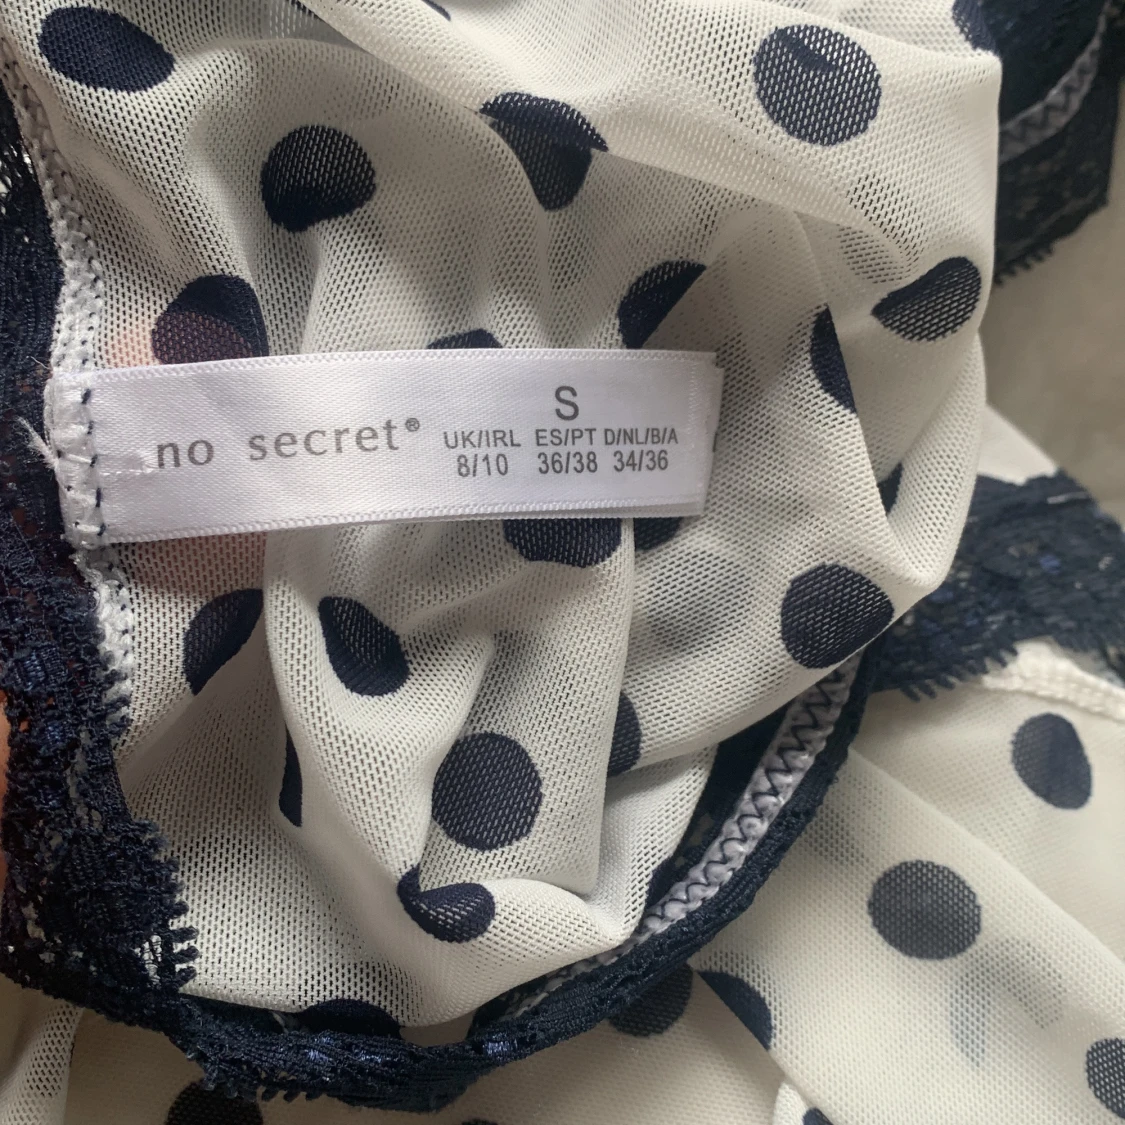 no secret®
S
UK/IRL ES/PT D/NL/B/A
8/10 36/38 34/36